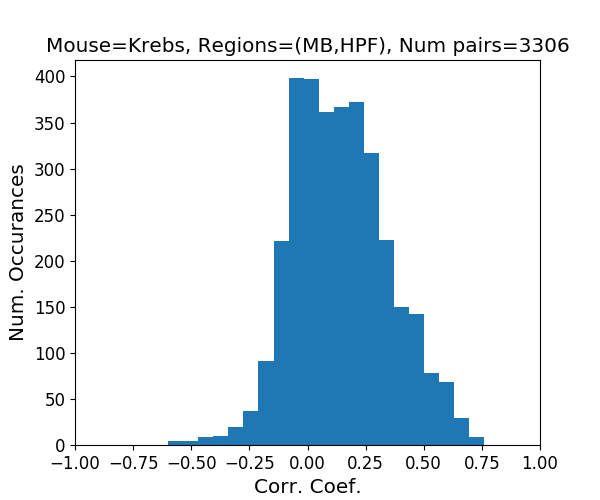 Mouse=Krebs, Regions=(MB,HPF), Num pairs=3306
400
350
300
250
200
150
100
50
0
Num. Occurances
−1.00 −0.75 −0.50 −0.25 0.00 0.25 0.50 0.75 1.00
Corr. Coef.